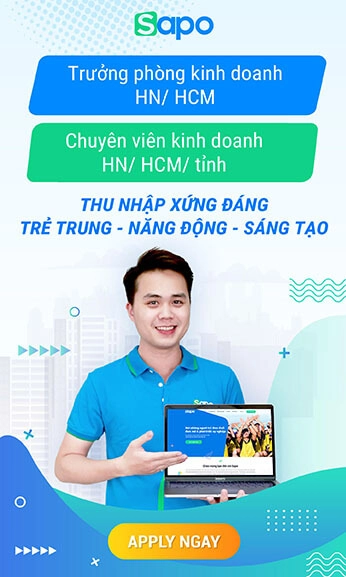 Sapo
Trưởng phòng kinh doanh
HN/ HCM
Chuyên viên kinh doanh
HN/ HCM/ tỉnh
THU NHẬP XỨNG ĐÁNG
TRẺ TRUNG - NĂNG ĐỘNG - SÁNG TẠO
Sapo
APPLY NGAY